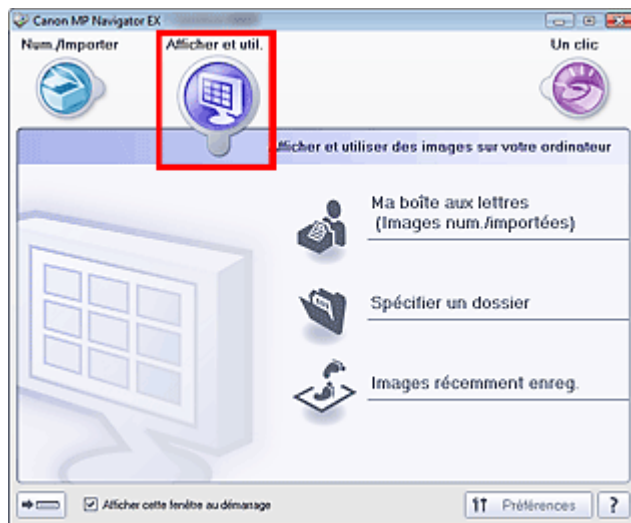 Canon MP Navigator EX
Num./Importer
Afficher et util.
Un clic
Afficher et utiliser des images sur votre ordinateur
Ma boîte aux lettres
(Images num./importées)
Spécifier un dossier
Images récemment enreg.
Afficher cette fenêtre au démarrage
Préférences
?